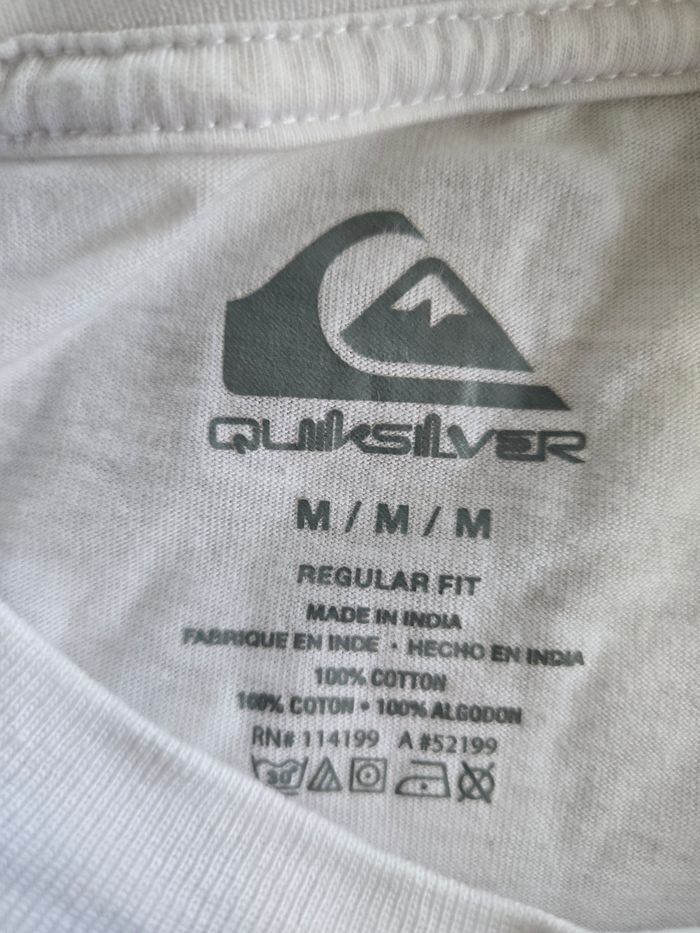 QUIKSILVER
M / M / M
REGULAR FIT
MADE IN INDIA
FABRIQUE EN INDE • HECHO EN INDIA
100% COTTON
100% COTON • 100% ALGODON
RN# 114199 A #52199
30°